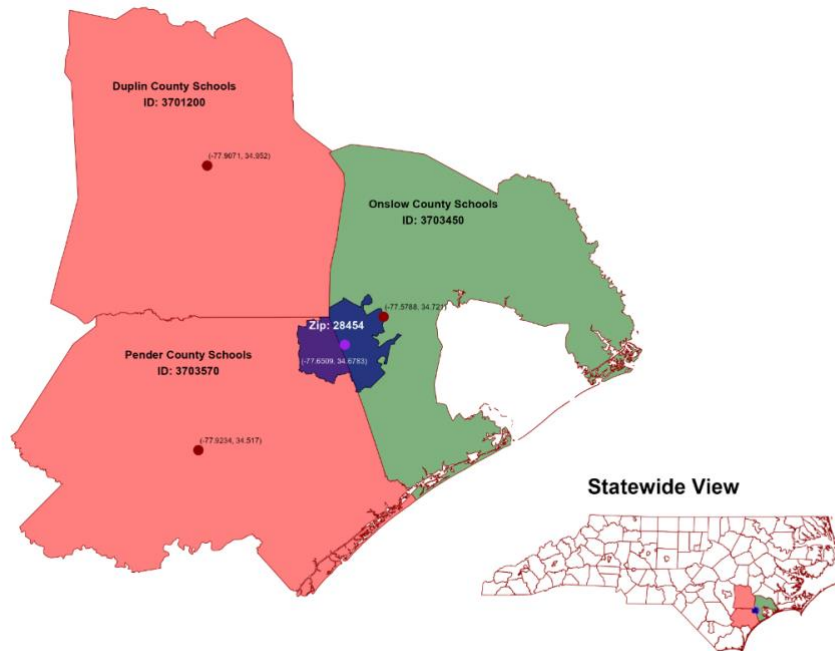 Duplin County Schools
ID: 3701200
(-77.9071, 34.952)
Onslow County Schools
ID: 3703450
(-77.5788, 34.721)
Zip: 28454
Pender County Schools
ID: 3703570
(-77.6509, 34.6783)
(-77.9234, 34.517)
Statewide View